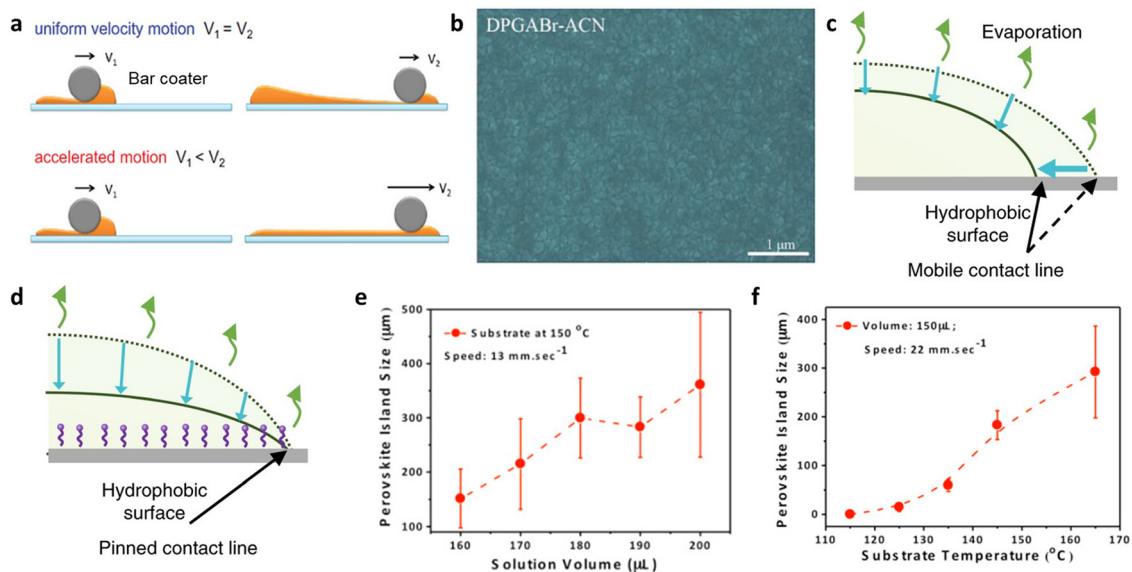 a
uniform velocity motion V₁ = V₂
V₁
Bar coater
V₂
accelerated motion V₁ < V₂
V₁
V₂
b
DPGABr-ACN
1 μm
c
Evaporation
Hydrophobic
surface
Mobile contact line
d
Hydrophobic
surface
Pinned contact line
e
Perovskite Island Size (μm)
500
400
300
200
100
Substrate at 150 °C
Speed: 13 mm.sec⁻¹
160 170 180 190 200
Solution Volume (μL)
f
Perovskite Island Size (μm)
400
300
200
100
0
Volume: 150μL;
Speed: 22 mm.sec⁻¹
110 120 130 140 150 160 170
Substrate Temperature (°C)